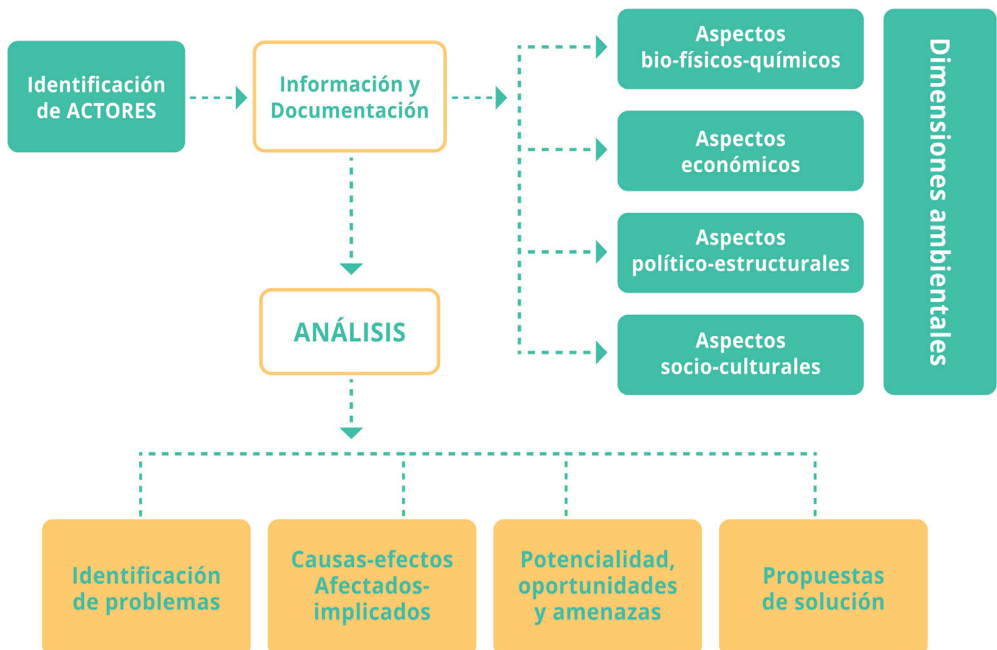 Identificación
de ACTORES
Información y
Documentación
Aspectos
bio-físicos-químicos
Aspectos
económicos
Aspectos
político-estructurales
Aspectos
socio-culturales
Dimensiones ambientales
ANÁLISIS
Identificación
de problemas
Causas-efectos
Afectados-
implicados
Potencialidad,
oportunidades
y amenazas
Propuestas
de solución